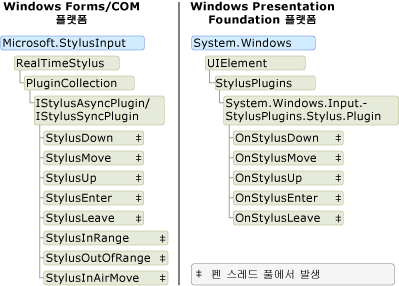 Windows Forms/COM
플랫폼
Microsoft.StylusInput
RealTimeStylus
PluginCollection
IStylusAsyncPlugin/
IStylusSyncPlugin
StylusDown ‡
StylusMove ‡
StylusUp ‡
StylusEnter ‡
StylusLeave ‡
StylusInRange ‡
StylusOutOfRange ‡
StylusInAirMove ‡
Windows Presentation
Foundation 플랫폼
System.Windows
UIElement
StylusPlugins
System.Windows.Input.-
StylusPlugins.Stylus.Plugin
OnStylusDown ‡
OnStylusMove ‡
OnStylusUp ‡
OnStylusEnter ‡
OnStylusLeave ‡
‡ 펜 스레드 풀에서 발생